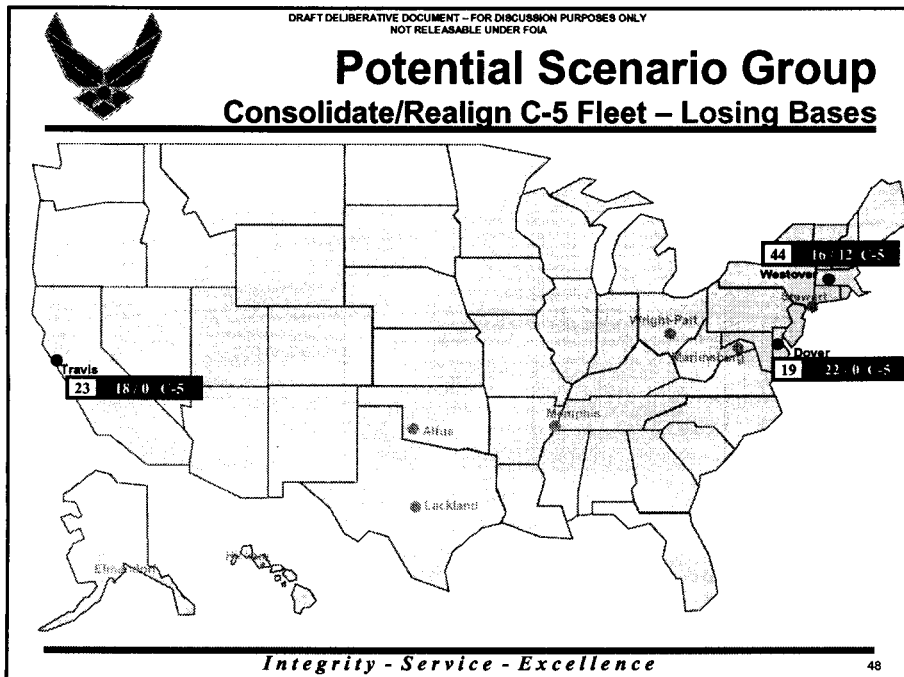 DRAFT DELIBERATIVE DOCUMENT – FOR DISCUSSION PURPOSES ONLY
NOT RELEASABLE UNDER FOIA
Potential Scenario Group
Consolidate/Realign C-5 Fleet – Losing Bases
44 16 / 12 C-5
Westover
Stewart
Wright-Patt
Martinsburg
Dover
19 22 / 0 C-5
Travis
23 18 / 0 C-5
Memphis
Altus
Lackland
Elmendorf
Integrity - Service - Excellence
48